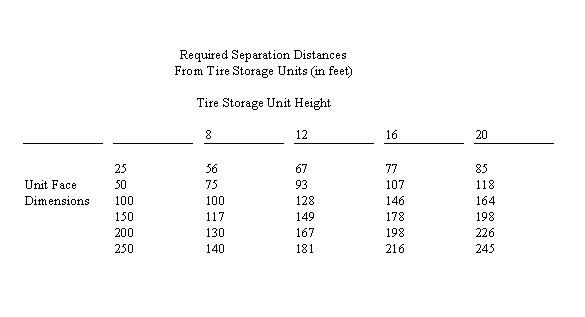 Required Separation Distances
From Tire Storage Units (in feet)
Tire Storage Unit Height
8 12 16 20
25 56 67 77 85
Unit Face 50 75 93 107 118
Dimensions 100 100 128 146 164
150 117 149 178 198
200 130 167 198 226
250 140 181 216 245